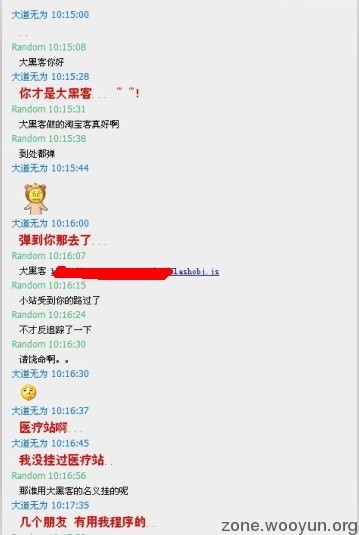 大道无为 10:15:00
. .
Random 10:15:08
大黑客你好
大道无为 10:15:28
你才是大黑客... ~ ~!
Random 10:15:31
大黑客做的淘宝客真好啊
Random 10:15:38
到处都弹
大道无为 10:15:44
大道无为 10:16:00
弹到你那去了...
Random 10:16:07
大黑客 lashobj.js
Random 10:16:15
小站受到你的路过了
Random 10:16:24
不才反追踪了一下
Random 10:16:30
请饶命啊。。
大道无为 10:16:30
大道无为 10:16:37
医疗站啊...
大道无为 10:16:45
我没挂过医疗站..
Random 10:16:56
那谁用大黑客的名义挂的呢
大道无为 10:17:35
几个朋友 有用我程序的..
zone.wooyun.org